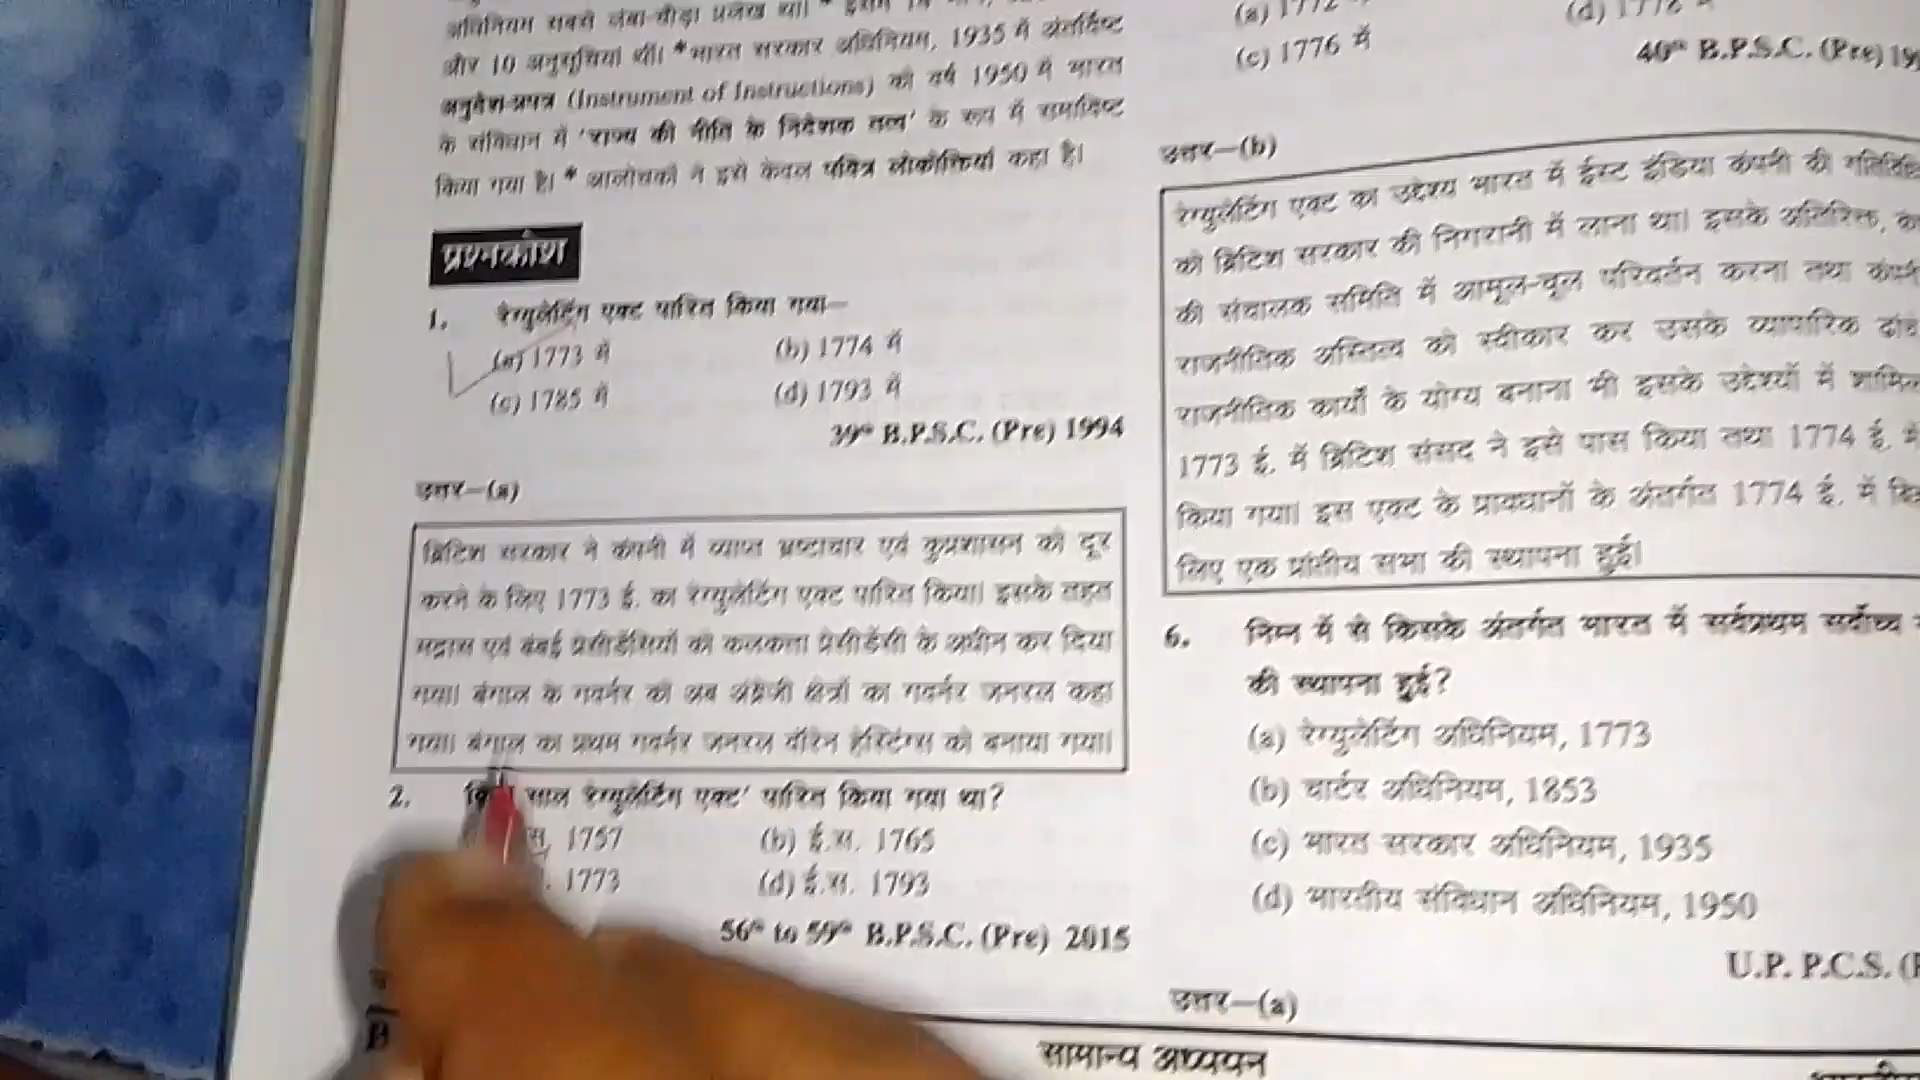 अधिनियम सबसे लंबा-चौड़ा प्रलेख था।
और 10 अनुसूचियां थीं। *भारत सरकार अधिनियम, 1935 में अंतर्विष्ट
अनुदेश-प्रपत्र (Instrument of Instructions) को वर्ष 1950 में भारत
के संविधान में 'राज्य की नीति के निदेशक तत्व' के रूप में समाविष्ट
किया गया है। * आलोचकों ने इसे केवल पवित्र लोकोक्तियां कहा है।
प्रश्नकोश
1. रेग्युलेटिंग एक्ट पारित किया गया—
(a) 1773 में (b) 1774 में
(c) 1785 में (d) 1793 में
39th B.P.S.C. (Pre) 1994
उत्तर—(a)
ब्रिटिश सरकार ने कंपनी में व्याप्त भ्रष्टाचार एवं कुप्रशासन को दूर
करने के लिए 1773 ई. का रेग्युलेटिंग एक्ट पारित किया। इसके तहत
मद्रास एवं बंबई प्रेसीडेंसियों को कलकत्ता प्रेसीडेंसी के अधीन कर दिया
गया। बंगाल के गवर्नर को अब अंग्रेजी क्षेत्रों का गवर्नर जनरल कहा
गया। बंगाल का प्रथम गवर्नर जनरल वॉरेन हेस्टिंग्स को बनाया गया।
2. साल रेग्युलेटिंग एक्ट' पारित किया गया था?
स. 1757 (b) ई.स. 1765
1773 (d) ई.स. 1793
56th to 59th B.P.S.C. (Pre) 2015
B
(a) 1772 में (d) 1778 में
(c) 1776 में
40th B.P.S.C. (Pre) 19
उत्तर—(b)
रेग्युलेटिंग एक्ट का उद्देश्य भारत में ईस्ट इंडिया कंपनी की
को ब्रिटिश सरकार की निगरानी में लाना था। इसके अतिरिक्त,
की संचालक समिति में आमूल-चूल परिवर्तन करना तथा
राजनीतिक अस्तित्व को स्वीकार कर उसके व्यापारिक
राजनीतिक कार्यों के योग्य बनाना भी इसके उद्देश्यों में
1773 ई. में ब्रिटिश संसद ने इसे पास किया तथा 1774 ई. में
किया गया। इस एक्ट के प्रावधानों के अंतर्गत 1774 ई. में
लिए एक प्रांतीय सभा की स्थापना हुई।
6. निम्न में से किसके अंतर्गत भारत में सर्वप्रथम सर्वोच्च
की स्थापना हुई?
(a) रेग्युलेटिंग अधिनियम, 1773
(b) चार्टर अधिनियम, 1853
(c) भारत सरकार अधिनियम, 1935
(d) भारतीय संविधान अधिनियम, 1950
U.P. P.C.S. (
उत्तर—(a)
सामान्य अध्ययन